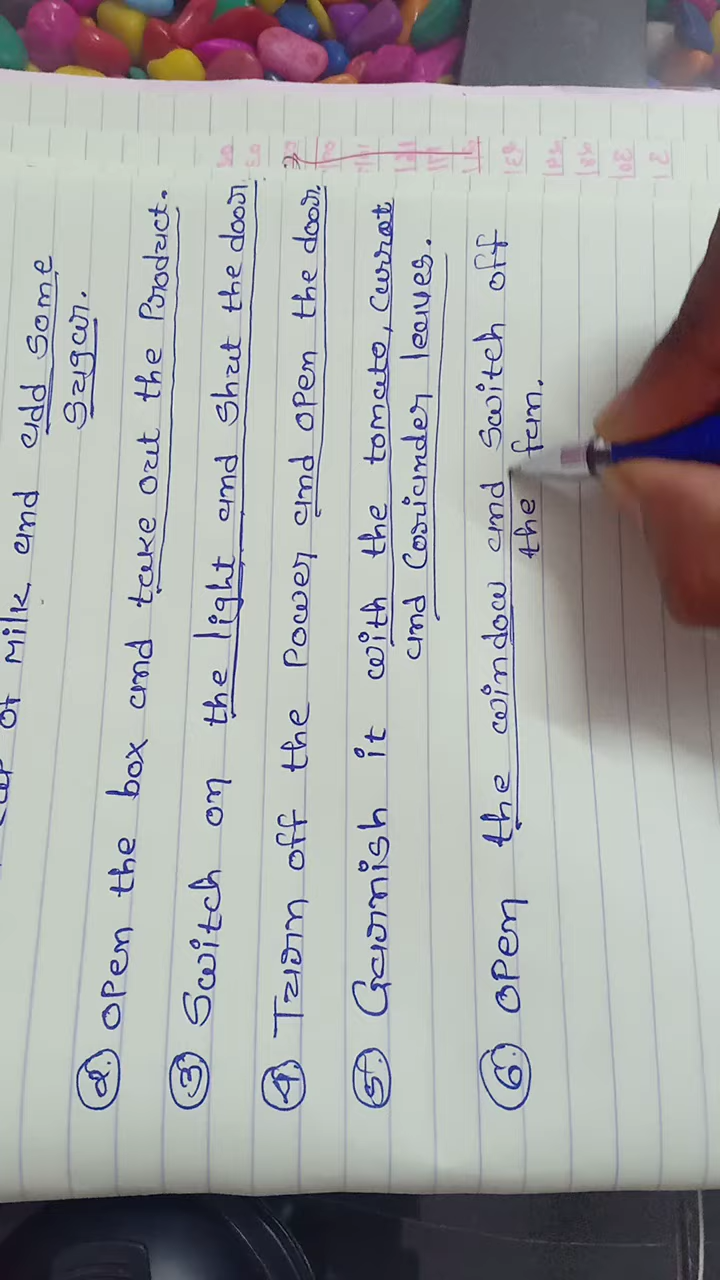 cup of Milk, and add some
Sugar.
2. Open the box and take out the Product.
3. Switch on the light and Shut the door
4. Turn off the Power and open the door
5. Garnish it with the tomato, Currot
and Coriander leaves.
6. Open the window and Switch off
the fan.